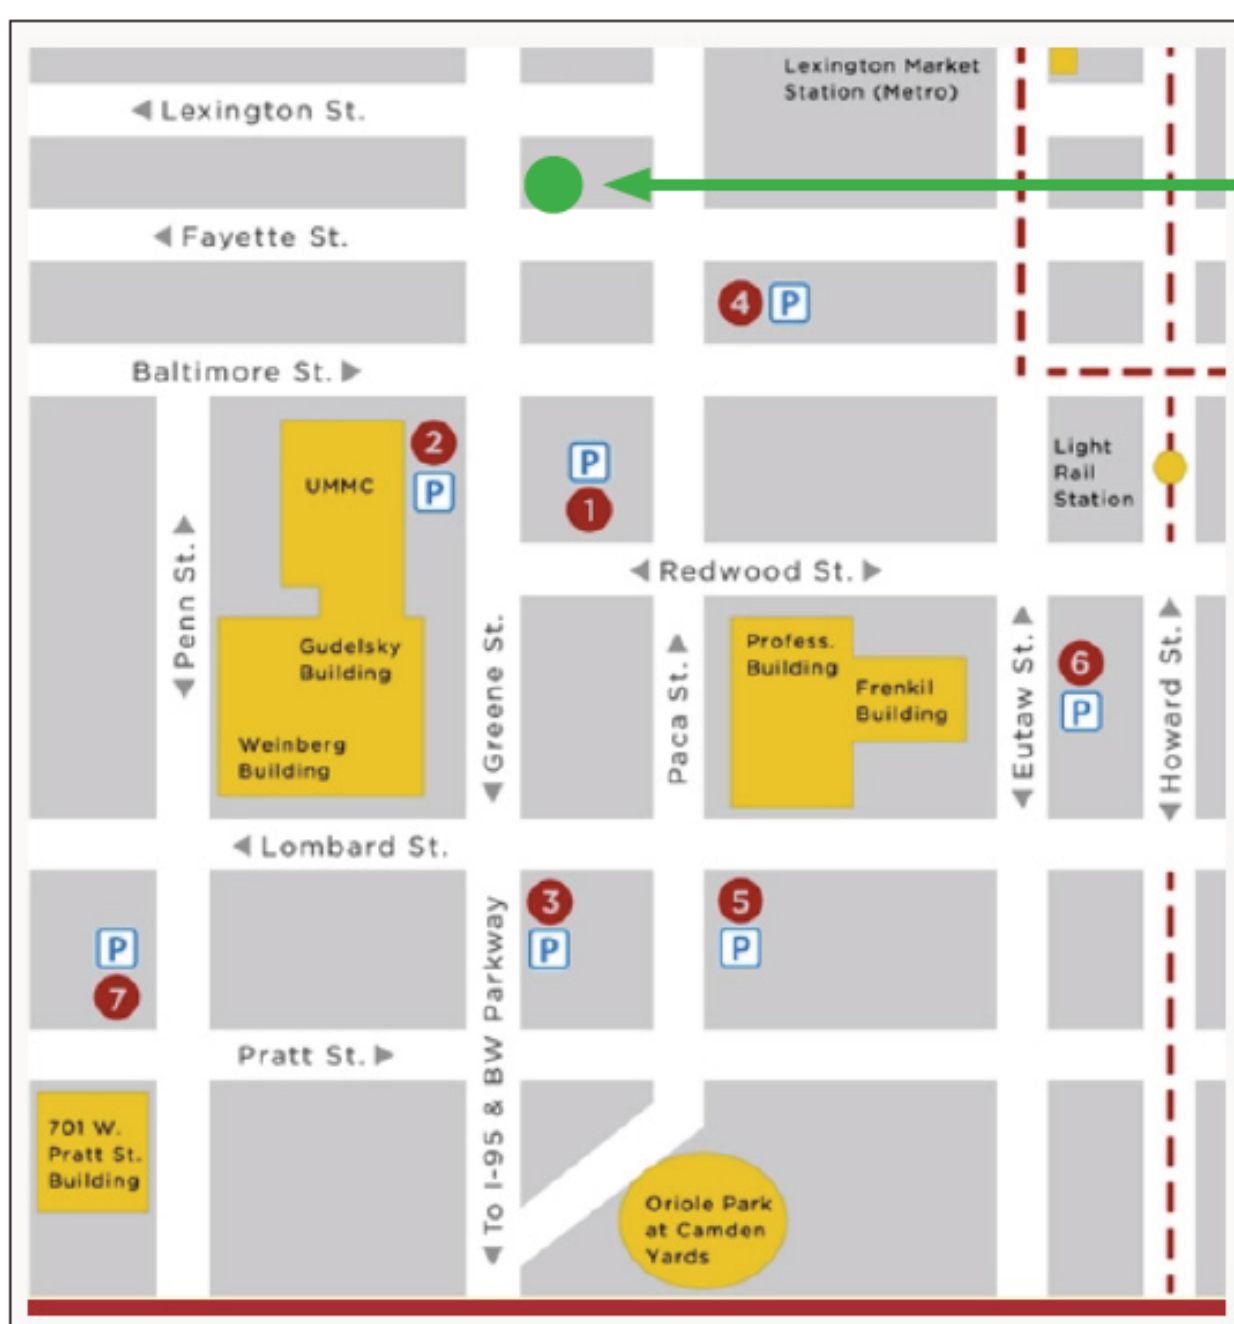 Lexington Market
Station (Metro)
Lexington St.
Fayette St.
4 P
Baltimore St.
2
P
UMMC
P
1
Light
Rail
Station
Redwood St.
Penn St.
Gudelsky
Building
Weinberg
Building
Greene St.
Paca St.
Profess.
Building
Frenkil
Building
Eutaw St.
6
P
Howard St.
Lombard St.
3
P
5
P
P
7
To I-95 & BW Parkway
Pratt St.
701 W.
Pratt St.
Building
Oriole Park
at Camden
Yards